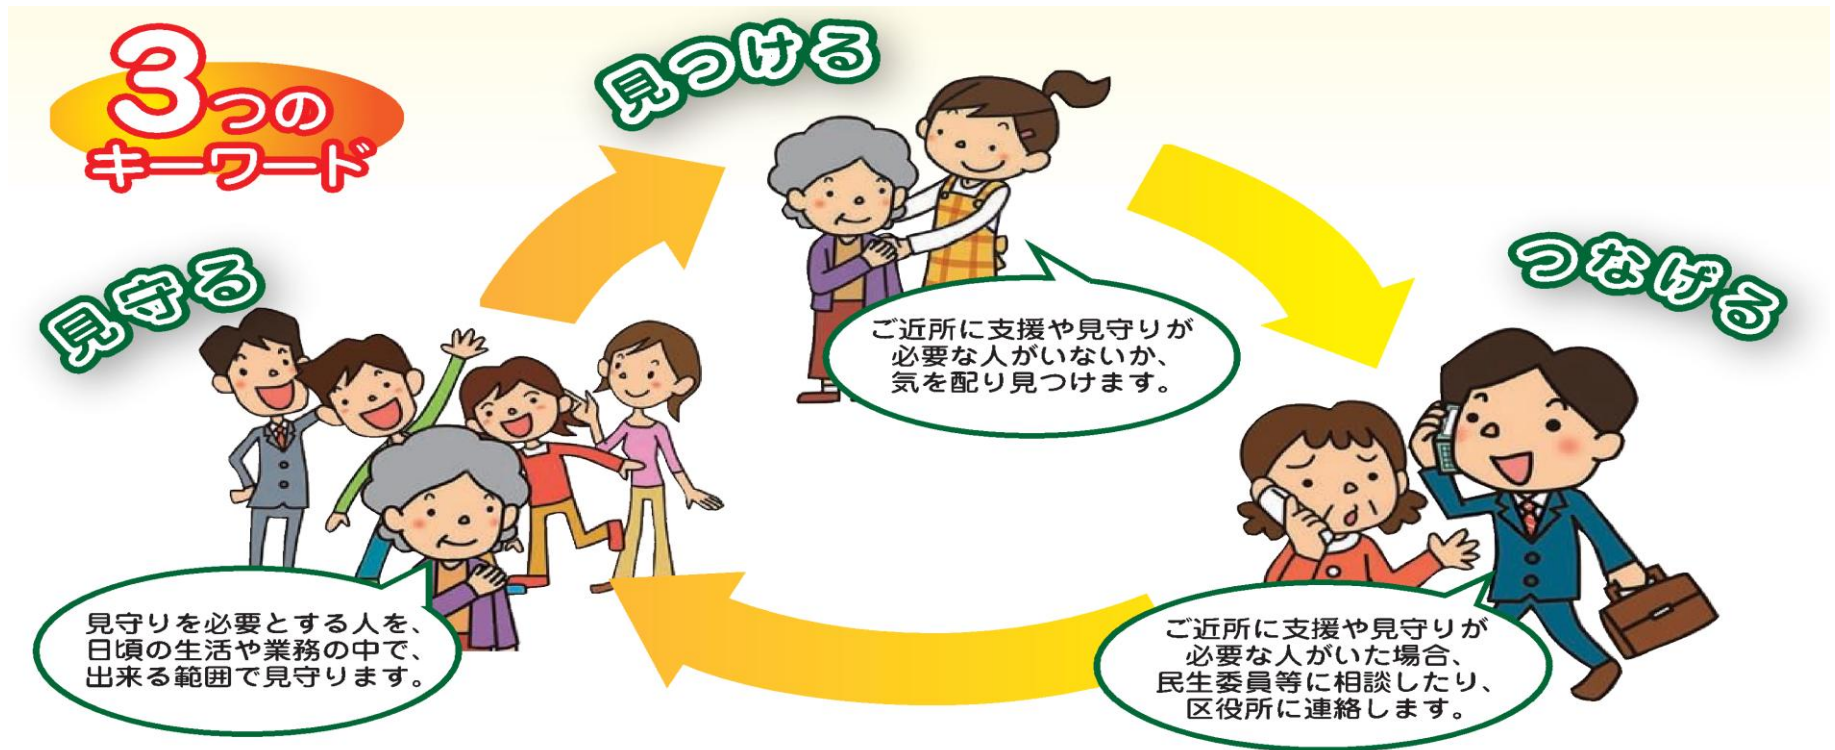 3つの
キーワード
見つける
ご近所に支援や見守りが
必要な人がいないか、
気を配り見つけます。
つなげる
ご近所に支援や見守りが
必要な人がいた場合、
民生委員等に相談したり、
区役所に連絡します。
見守る
見守りを必要とする人を、
日頃の生活や業務の中で、
出来る範囲で見守ります。